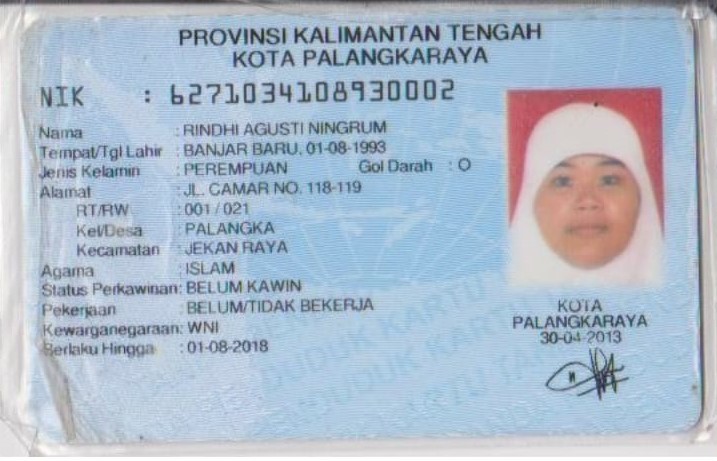 PROVINSI KALIMANTAN TENGAH
KOTA PALANGKARAYA
NIK : 6271034108930002
Nama : RINDHI AGUSTI NINGRUM
Tempat/Tgl Lahir : BANJAR BARU, 01-08-1993
Jenis Kelamin : PEREMPUAN Gol Darah : O
Alamat : JL. CAMAR NO. 118-119
RT/RW : 001 / 021
Kel/Desa : PALANGKA
Kecamatan : JEKAN RAYA
Agama : ISLAM
Status Perkawinan: BELUM KAWIN
Pekerjaan : BELUM/TIDAK BEKERJA
Kewarganegaraan: WNI
Berlaku Hingga : 01-08-2018
KOTA
PALANGKARAYA
30-04-2013